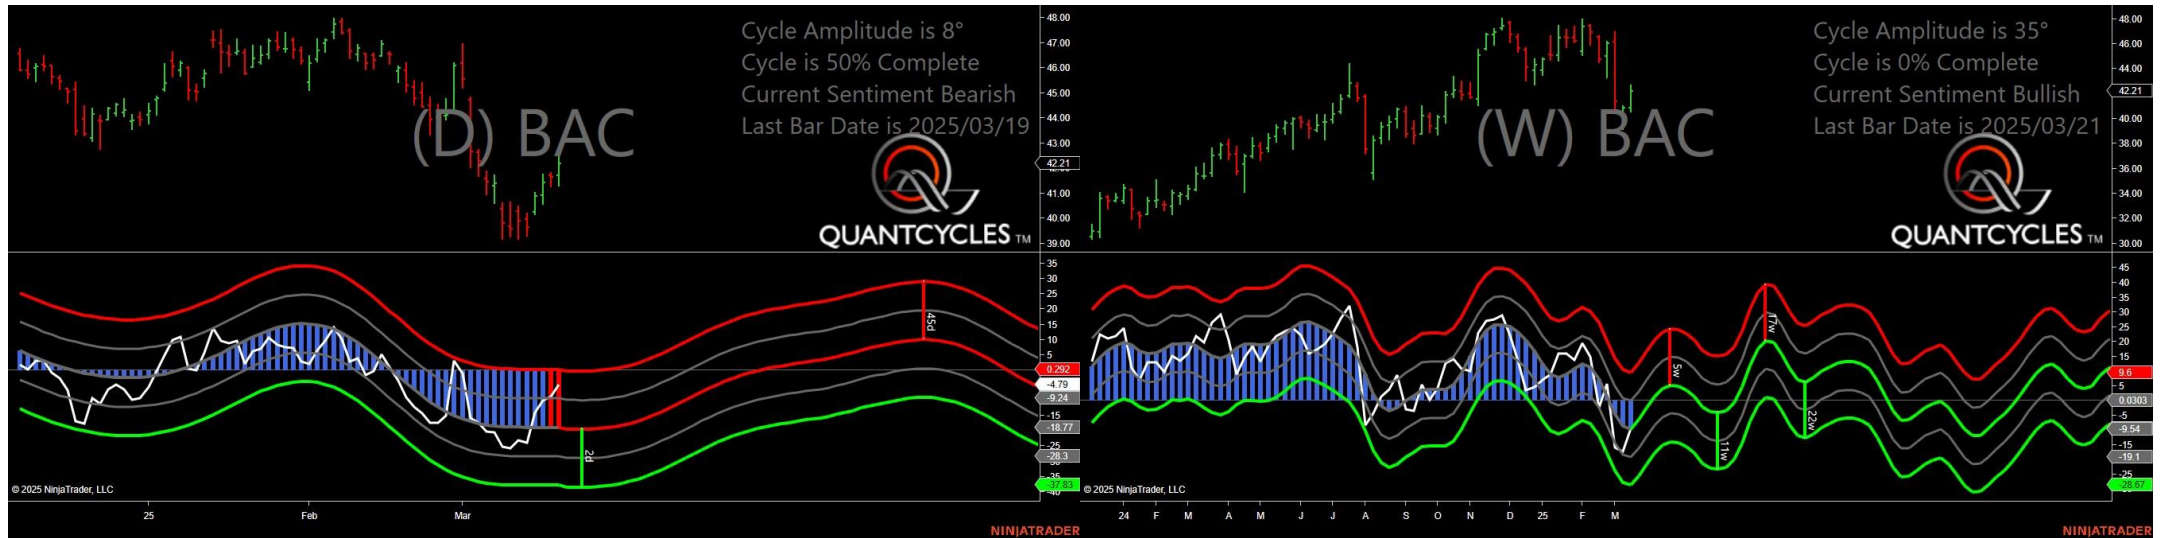 Cycle Amplitude is 8°
Cycle is 50% Complete
Current Sentiment Bearish
Last Bar Date is 2025/03/19
(D) BAC
QUANTCYCLES TM
48.00
47.00
46.00
45.00
44.00
43.00
42.21
41.00
40.00
39.00
35
30
25
20
15
10
5
0.292
-4.79
-9.24
-15
-18.77
-25
-28.3
-37.83
45d
2d
© 2025 NinjaTrader, LLC
25
Feb
Mar
NINJATRADER
Cycle Amplitude is 35°
Cycle is 0% Complete
Current Sentiment Bullish
Last Bar Date is 2025/03/21
(W) BAC
QUANTCYCLES TM
48.00
46.00
44.00
42.21
40.00
38.00
36.00
34.00
32.00
30.00
45
40
35
30
25
20
15
9.6
5
0.0303
-5
-9.54
-15
-19.1
-25
-28.67
5w
11w
17w
22w
© 2025 NinjaTrader, LLC
24 F M A M J J A S O N D 25 F M
NINJATRADER